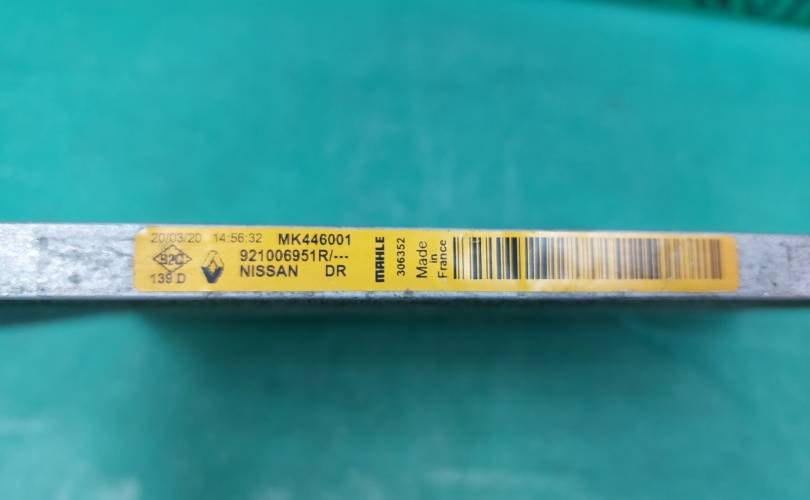 20/03/20 14:56:32 MK446001
921006951R/---
139 D
NISSAN DR
MAHLE
306352
Made
in
France